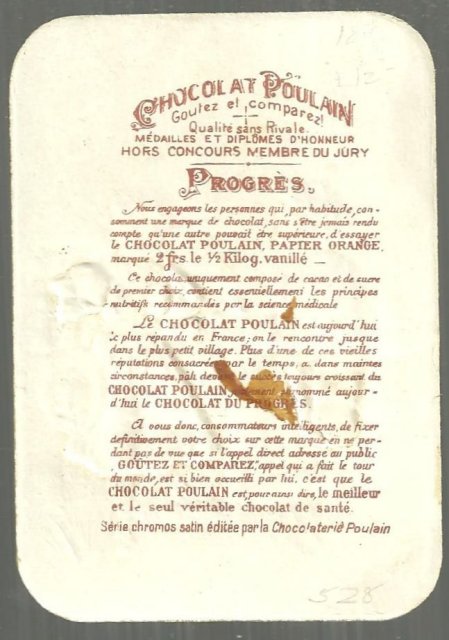 CHOCOLAT POULAIN
Goutez et comparez!
Qualité sans Rivale.
MÉDAILLES ET DIPLÔMES D'HONNEUR
HORS CONCOURS MEMBRE DU JURY
PROGRÈS.
Nous engageons les personnes qui, par habitude, con-
somment une marque de chocolat, sans s'être jamais rendu
compte qu'une autre pouvait être supérieure, d'essayer
le CHOCOLAT POULAIN, PAPIER ORANGE,
marqué 2 frs. le ½ Kilog. vanillé —
Ce chocolat, uniquement composé de cacao et de sucre
de premier choix, contient essentiellement les principes
nutritifs recommandés par la science médicale
Le CHOCOLAT POULAIN est aujourd'hui
le plus répandu en France; on le rencontre jusque
dans le plus petit village. Plus d'une de ces vieilles
réputations consacrées par le temps, a, dans maintes
circonstances, pâli devant le succès toujours croissant du
CHOCOLAT POULAIN, surnommé aujour-
d'hui le CHOCOLAT DU PROGRÈS.
A vous donc, consommateurs intelligents, de fixer
définitivement votre choix sur cette marque en ne per-
dant pas de vue que si l'appel direct adressé au public
,GOUTEZ ET COMPAREZ," appel qui a fait le tour
du monde, est si bien accueilli par lui, c'est que le
CHOCOLAT POULAIN est, pour ainsi dire, le meilleur
et le seul véritable chocolat de santé.
Série chromos satin éditée par la Chocolaterie Poulain
528